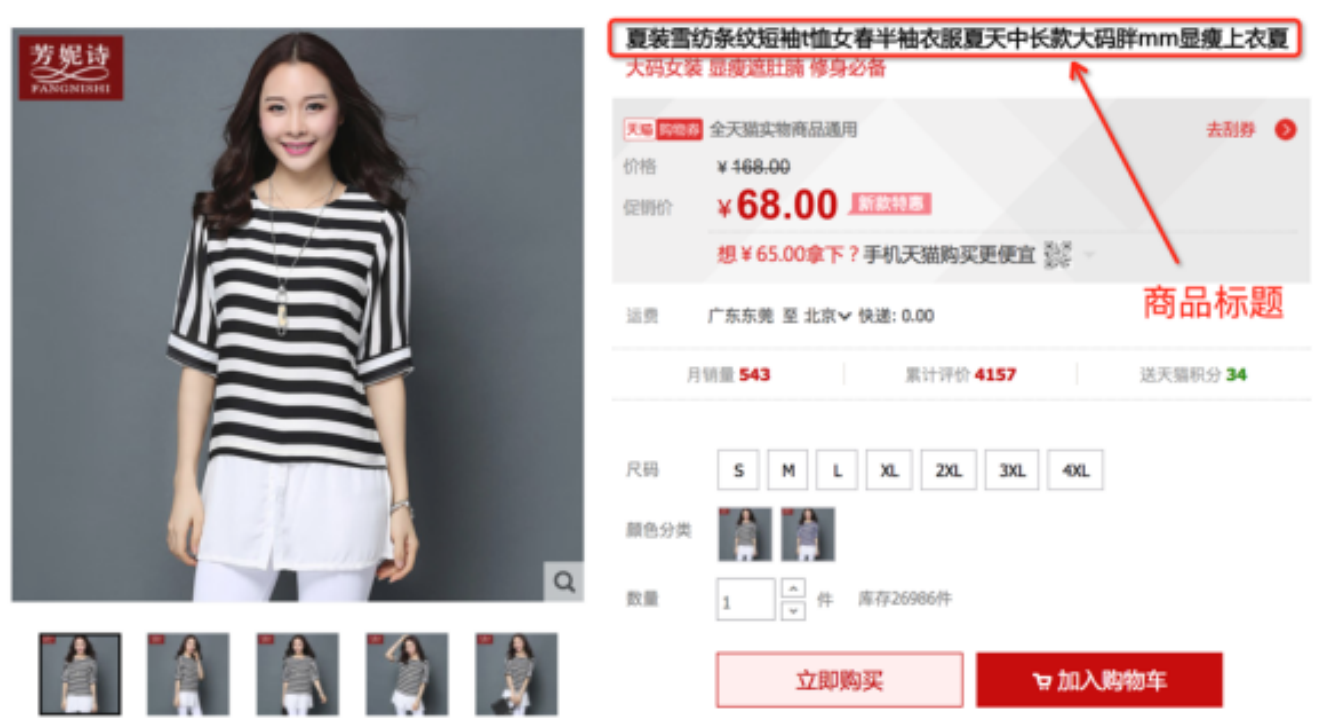 芳妮诗
FANGNISHI
夏装雪纺条纹短袖t恤女春半袖衣服夏天中长款大码胖mm显瘦上衣夏
大码女装 显瘦遮肚腩 修身必备
天猫 购物券 全天猫实物商品通用 去刮券
价格 ¥168.00
促销价 ¥68.00 新款特惠
想¥65.00拿下？手机天猫购买更便宜
商品标题
运费 广东东莞 至 北京 快递: 0.00
月销量 543 累计评价 4157 送天猫积分 34
尺码 S M L XL 2XL 3XL 4XL
颜色分类
数量 1 件 库存26986件
立即购买 加入购物车